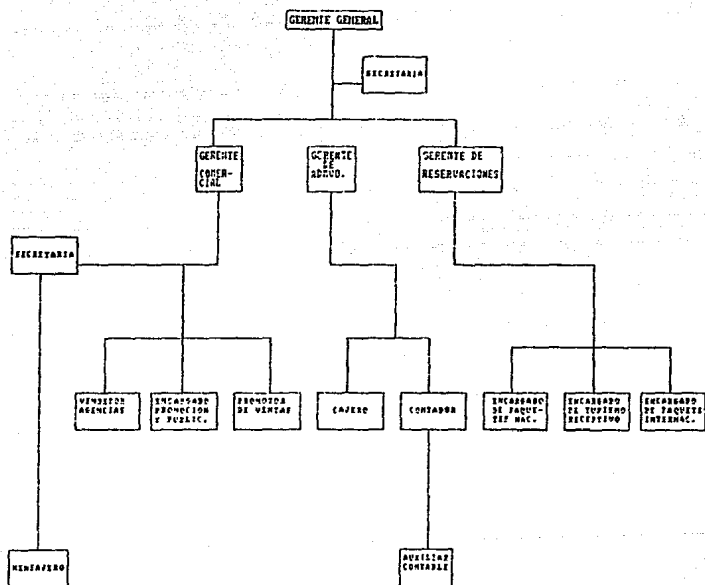 GERENTE GENERAL
SECRETARIA
GERENTE
COMER-
CIAL
GERENTE
DE
ADMVO.
GERENTE DE
RESERVACIONES
SECRETARIA
VENDEDOR
AGENCIAS
ENCARGADO
PROMOCION
Y PUBLIC.
PROMOTOR
DE VENTAS
CAJERO
CONTADOR
ENCARGADO
DE PAQUE-
TES NAC.
ENCARGADO
DE TURISMO
RECEPTIVO
ENCARGADO
DE PAQUETE
INTERNAC.
MENSAJERO
AUXILIAR
CONTABLE